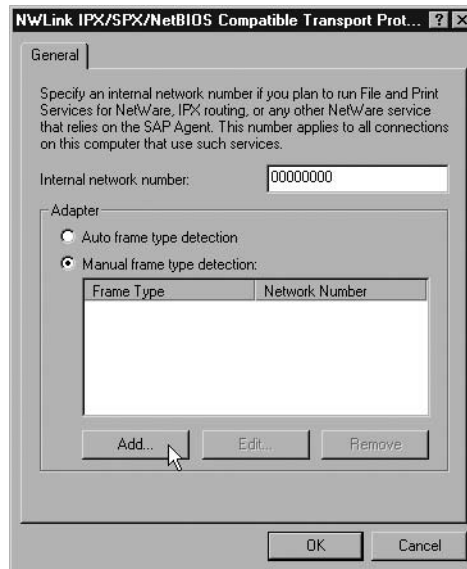 NWLink IPX/SPX/NetBIOS Compatible Transport Prot... ? X
General
Specify an internal network number if you plan to run File and Print
Services for NetWare, IPX routing, or any other NetWare service
that relies on the SAP Agent. This number applies to all connections
on this computer that use such services.
Internal network number: 00000000
Adapter
Auto frame type detection
Manual frame type detection:
Frame Type Network Number
Add... Edit... Remove
OK Cancel